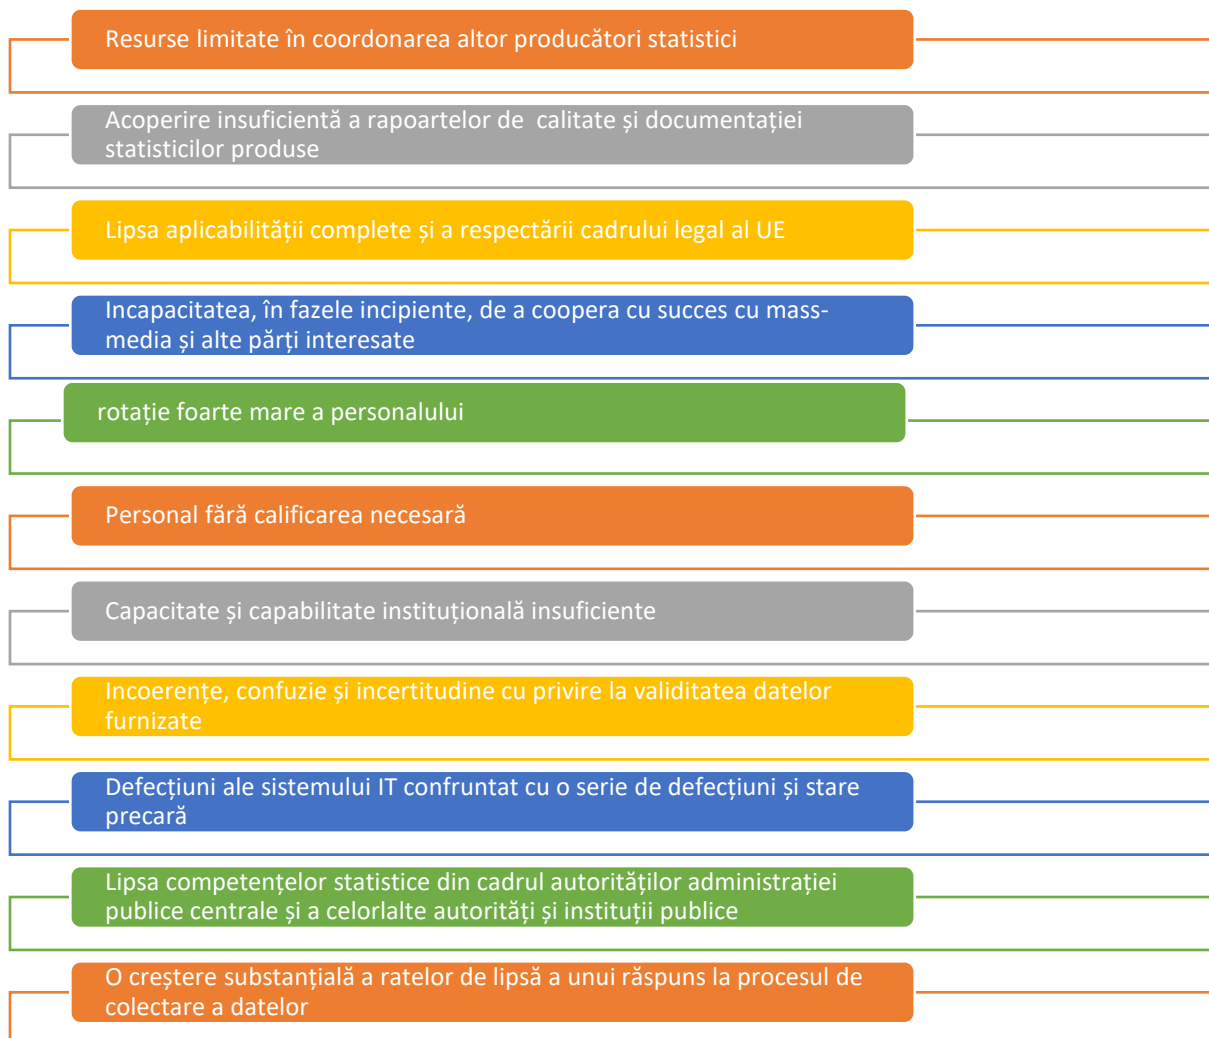 Resurse limitate în coordonarea altor producători statistici
Acoperire insuficientă a rapoartelor de  calitate și documentației
statisticilor produse
Lipsa aplicabilității complete și a respectării cadrului legal al UE
Incapacitatea, în fazele incipiente, de a coopera cu succes cu mass-
media și alte părți interesate
rotație foarte mare a personalului
Personal fără calificarea necesară
Capacitate și capabilitate instituțională insuficiente
Incoerențe, confuzie și incertitudine cu privire la validitatea datelor
furnizate
Defecțiuni ale sistemului IT confruntat cu o serie de defecțiuni și stare
precară
Lipsa competențelor statistice din cadrul autorităților administrației
publice centrale și a celorlalte autorități și instituții publice
O creștere substanțială a ratelor de lipsă a unui răspuns la procesul de
colectare a datelor